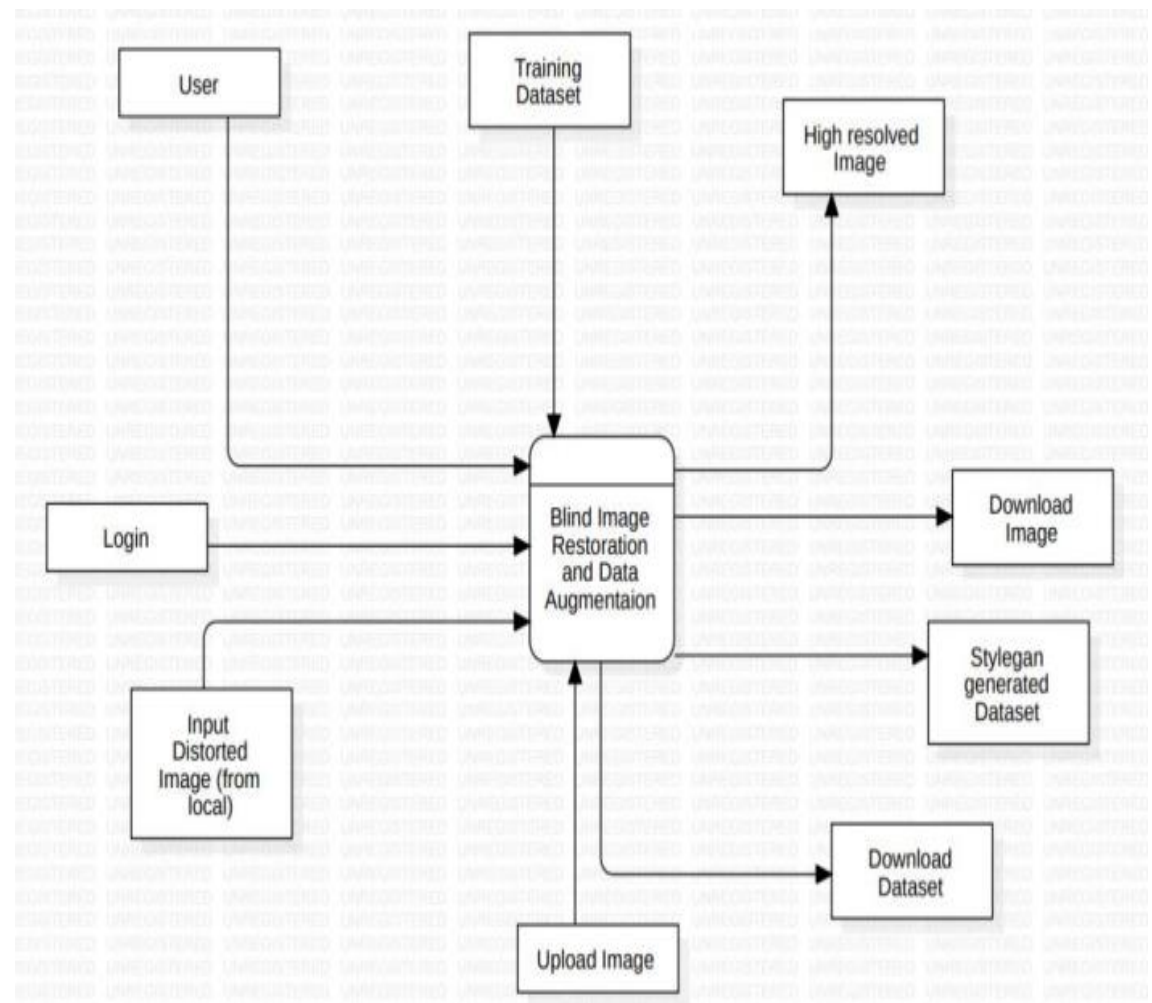 User
Training
Dataset
High resolved
Image
Login
Blind Image
Restoration
and Data
Augmentaion
Download
Image
Stylegan
generated
Dataset
Input
Distorted
Image (from
local)
Download
Dataset
Upload Image
UNREGISTERED